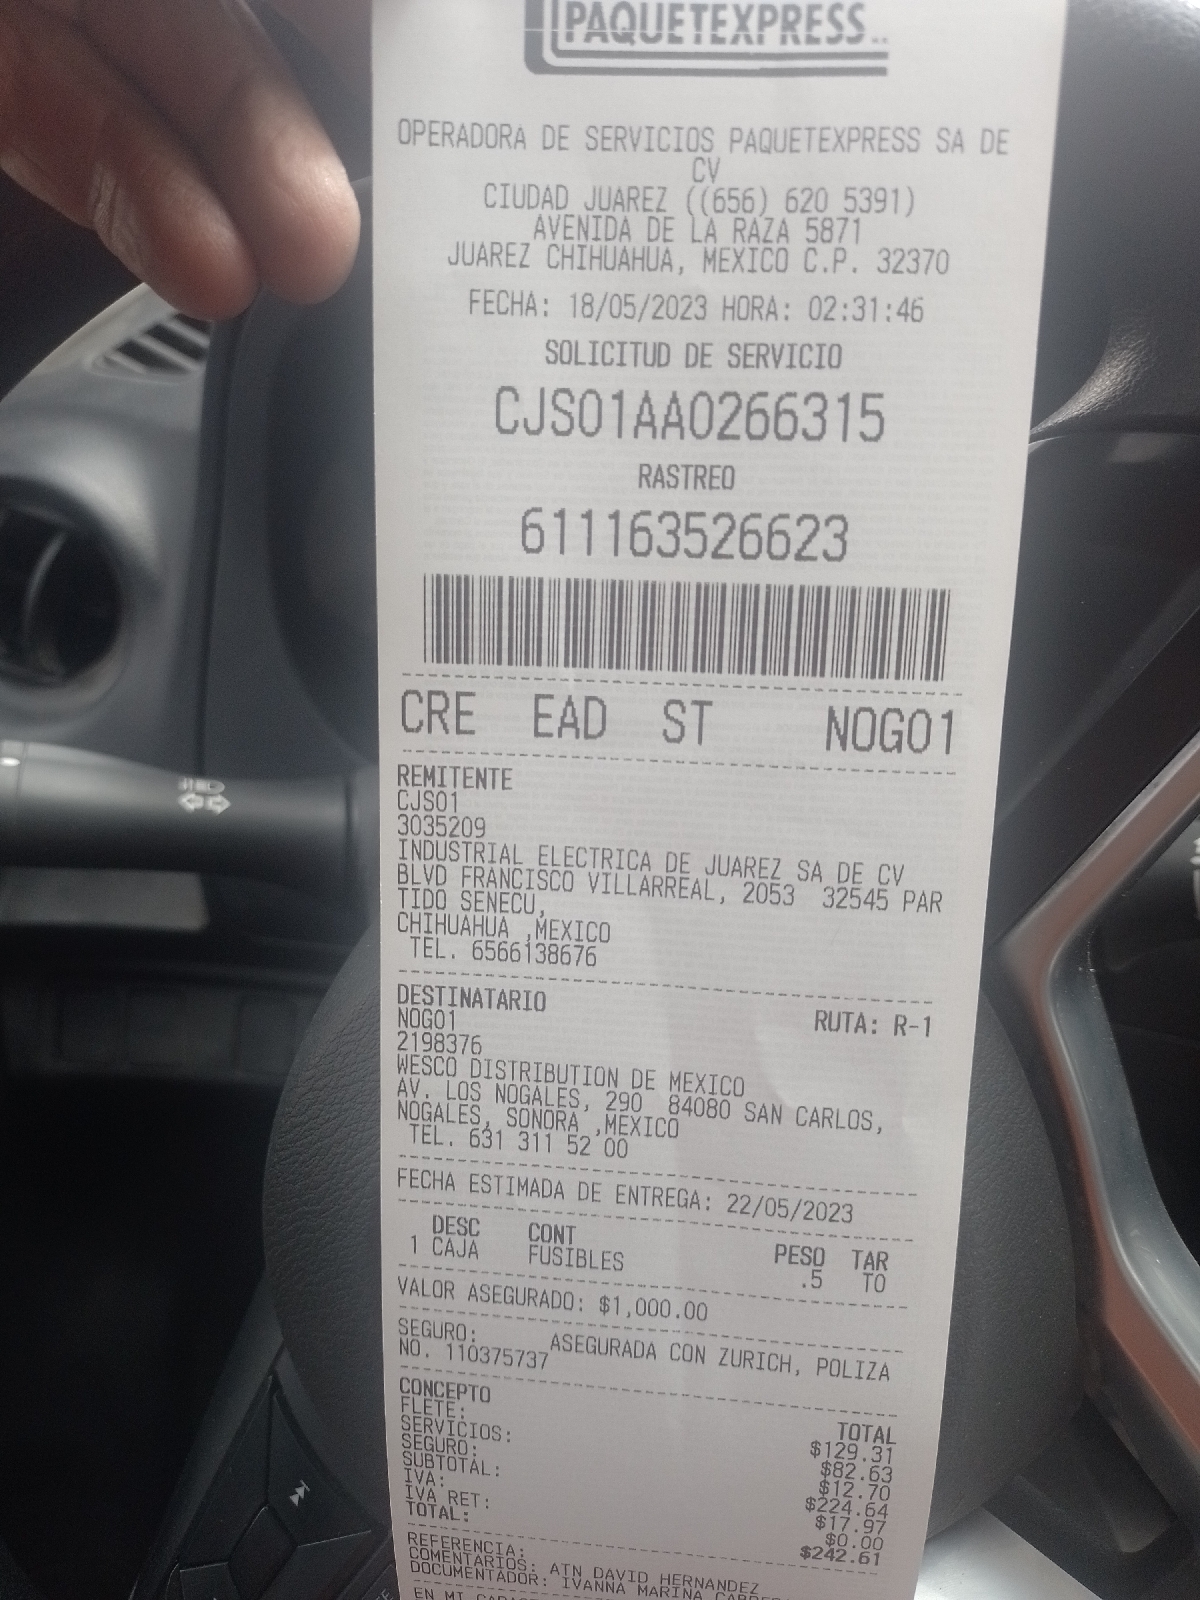 PAQUETEXPRESS
OPERADORA DE SERVICIOS PAQUETEXPRESS SA DE
CV
CIUDAD JUAREZ ((656) 620 5391)
AVENIDA DE LA RAZA 5871
JUAREZ CHIHUAHUA, MEXICO C.P. 32370
FECHA: 18/05/2023 HORA: 02:31:46
SOLICITUD DE SERVICIO
CJS01AA0266315
RASTREO
611163526623
CRE EAD ST NOG01
REMITENTE
CJS01
3035209
INDUSTRIAL ELECTRICA DE JUAREZ SA DE CV
BLVD FRANCISCO VILLARREAL, 2053 32545 PAR
TIDO SENECU,
CHIHUAHUA ,MEXICO
TEL. 6566138676
DESTINATARIO RUTA: R-1
NOG01
2198376
WESCO DISTRIBUTION DE MEXICO
AV. LOS NOGALES, 290 84080 SAN CARLOS,
NOGALES, SONORA ,MEXICO
TEL. 631 311 52 00
FECHA ESTIMADA DE ENTREGA: 22/05/2023
DESC CONT PESO TAR
1 CAJA FUSIBLES .5 T0
VALOR ASEGURADO: $1,000.00
SEGURO: ASEGURADA CON ZURICH, POLIZA
NO. 110375737
CONCEPTO TOTAL
FLETE: $129.31
SERVICIOS: $82.63
SEGURO: $12.70
SUBTOTAL: $224.64
IVA: $17.97
IVA RET: $0.00
TOTAL: $242.61
REFERENCIA:
COMENTARIOS: ATN DAVID HERNANDEZ
DOCUMENTADOR: IVANNA MARINA
EN MI